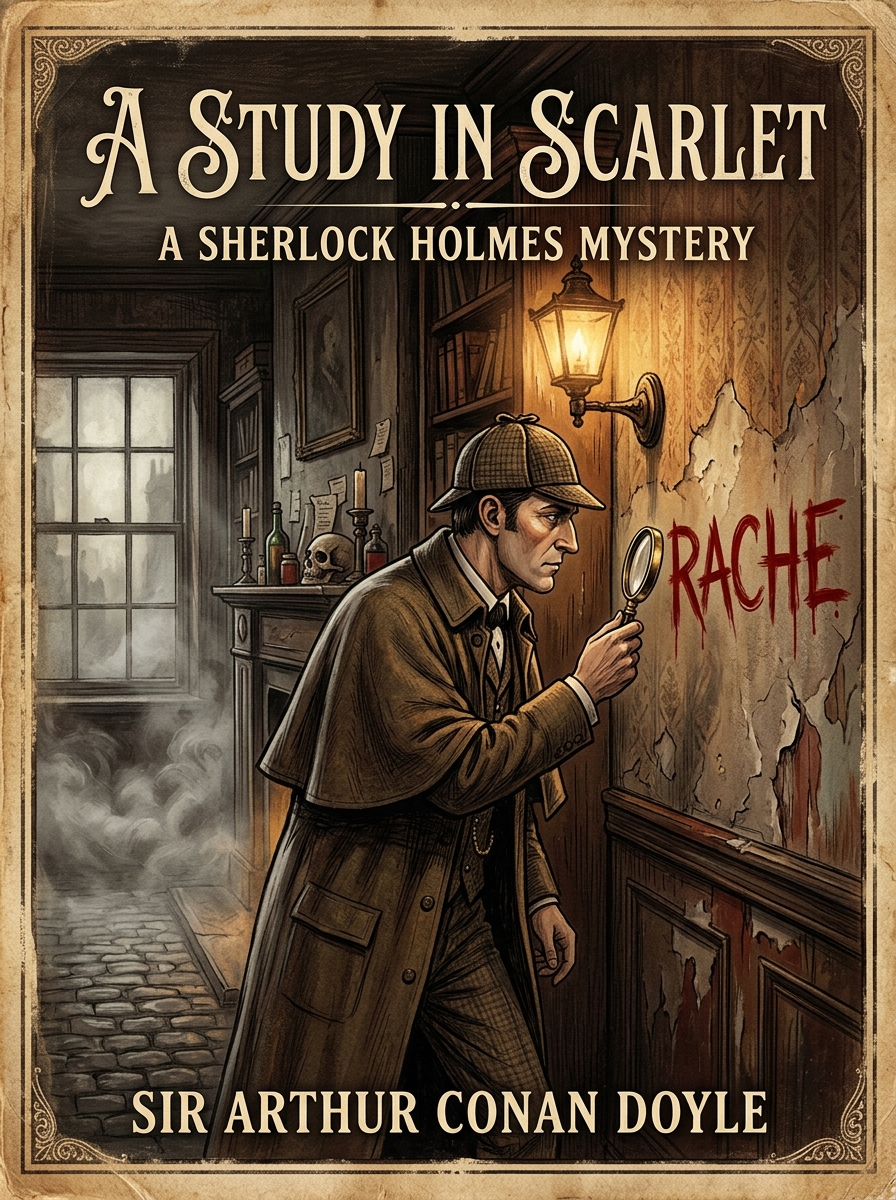 A STUDY IN SCARLET
A SHERLOCK HOLMES MYSTERY
RACHE
SIR ARTHUR CONAN DOYLE